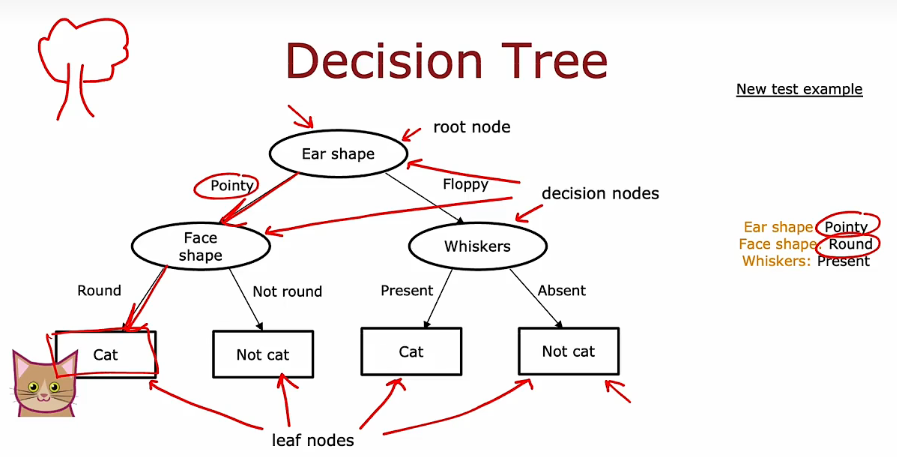 Decision Tree
New test example
root node
Ear shape
Pointy
Floppy
decision nodes
Face
shape
Whiskers
Ear shape: Pointy
Face shape: Round
Whiskers: Present
Round
Not round
Present
Absent
Cat
Not cat
Cat
Not cat
leaf nodes